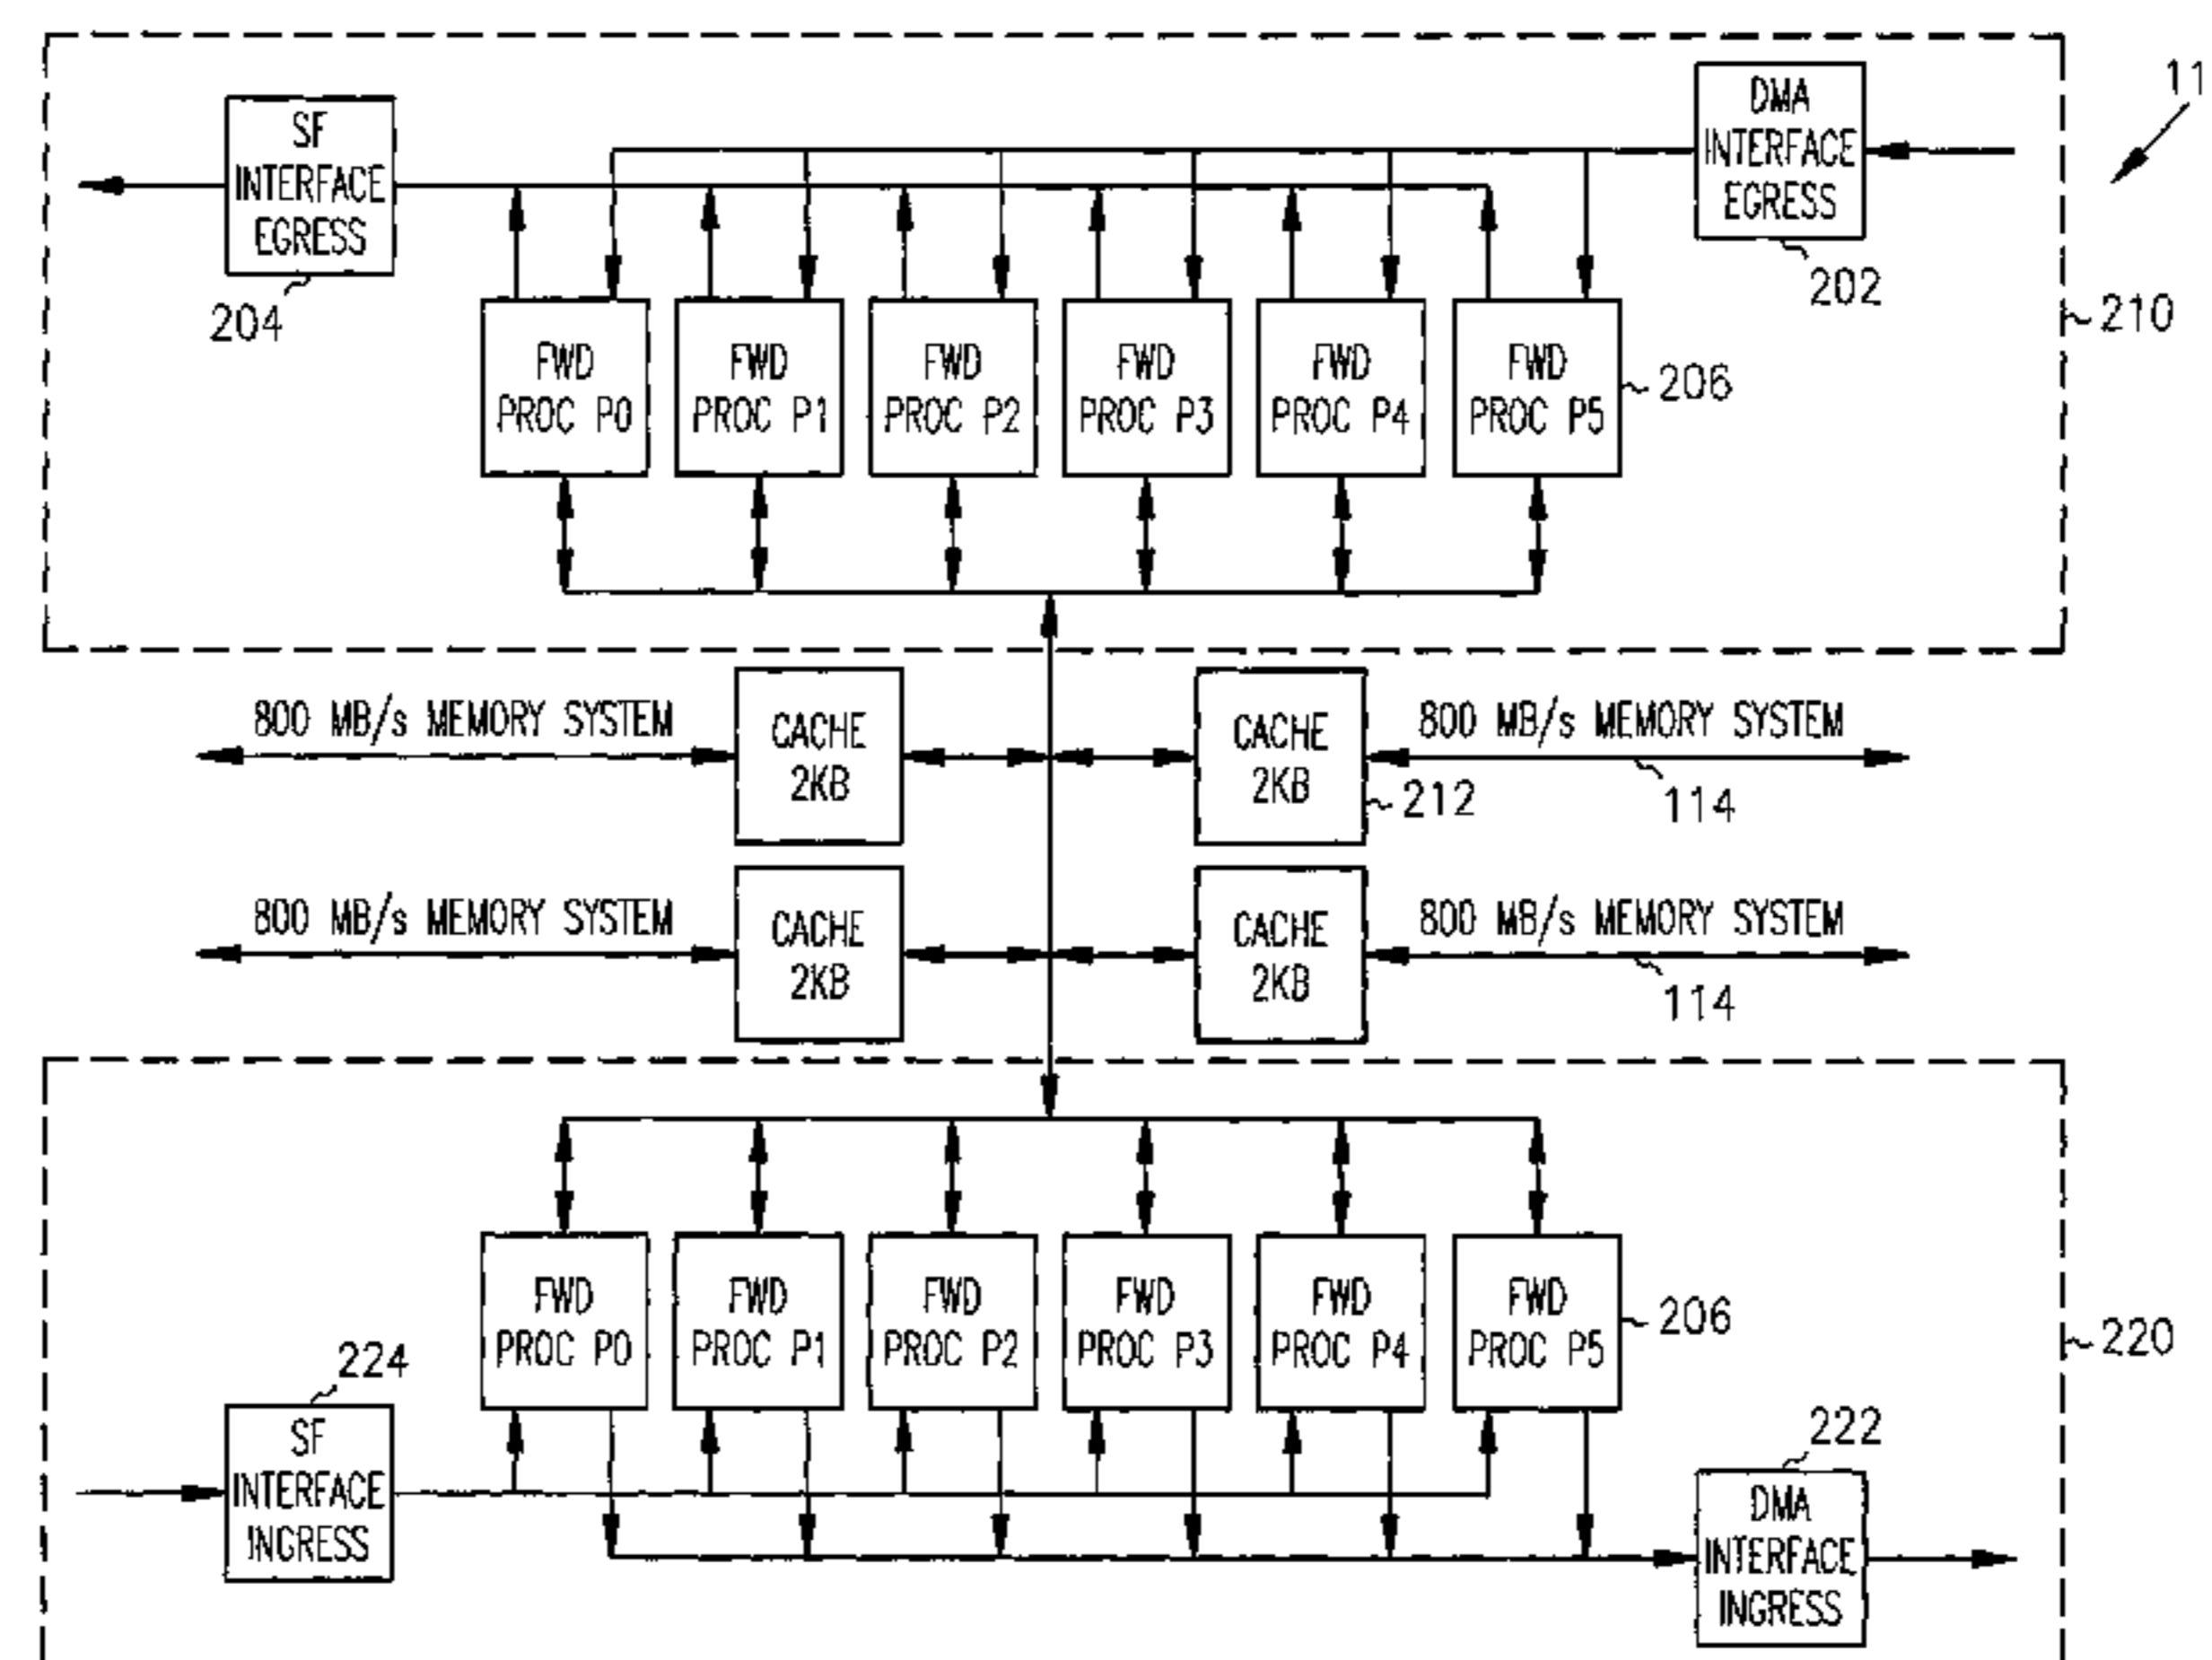 11
SF
INTERFACE
EGRESS
204
DMA
INTERFACE
EGRESS
202
210
FWD
PROC P0
FWD
PROC P1
FWD
PROC P2
FWD
PROC P3
FWD
PROC P4
FWD
PROC P5
206
800 MB/s MEMORY SYSTEM
CACHE
2KB
CACHE
2KB
212
800 MB/s MEMORY SYSTEM
114
800 MB/s MEMORY SYSTEM
CACHE
2KB
CACHE
2KB
800 MB/s MEMORY SYSTEM
114
FWD
PROC P0
FWD
PROC P1
FWD
PROC P2
FWD
PROC P3
FWD
PROC P4
FWD
PROC P5
206
220
224
SF
INTERFACE
INGRESS
222
DMA
INTERFACE
INGRESS